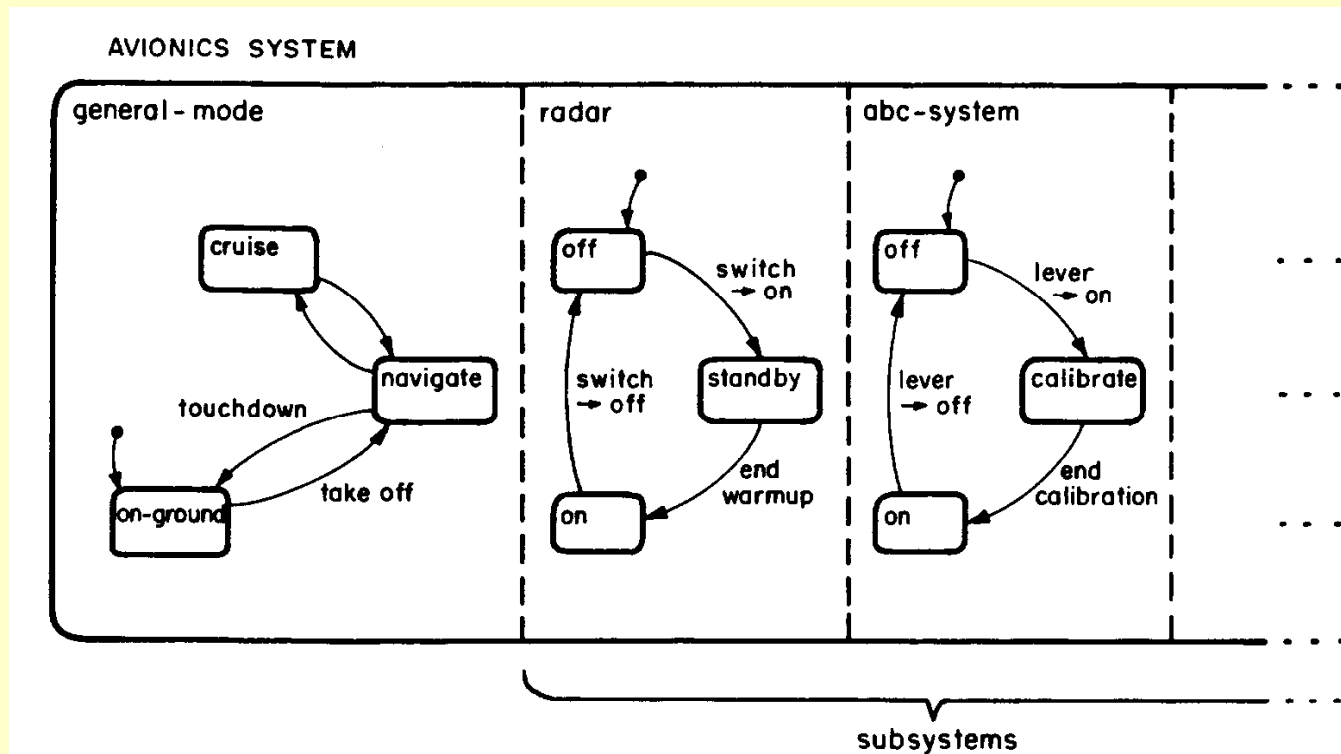 AVIONICS SYSTEM
general-mode
cruise
navigate
touchdown
take off
on-ground
radar
off
switch
→ on
standby
switch
→ off
end
warmup
on
abc-system
off
lever
→ on
calibrate
lever
→ off
end
calibration
on
subsystems